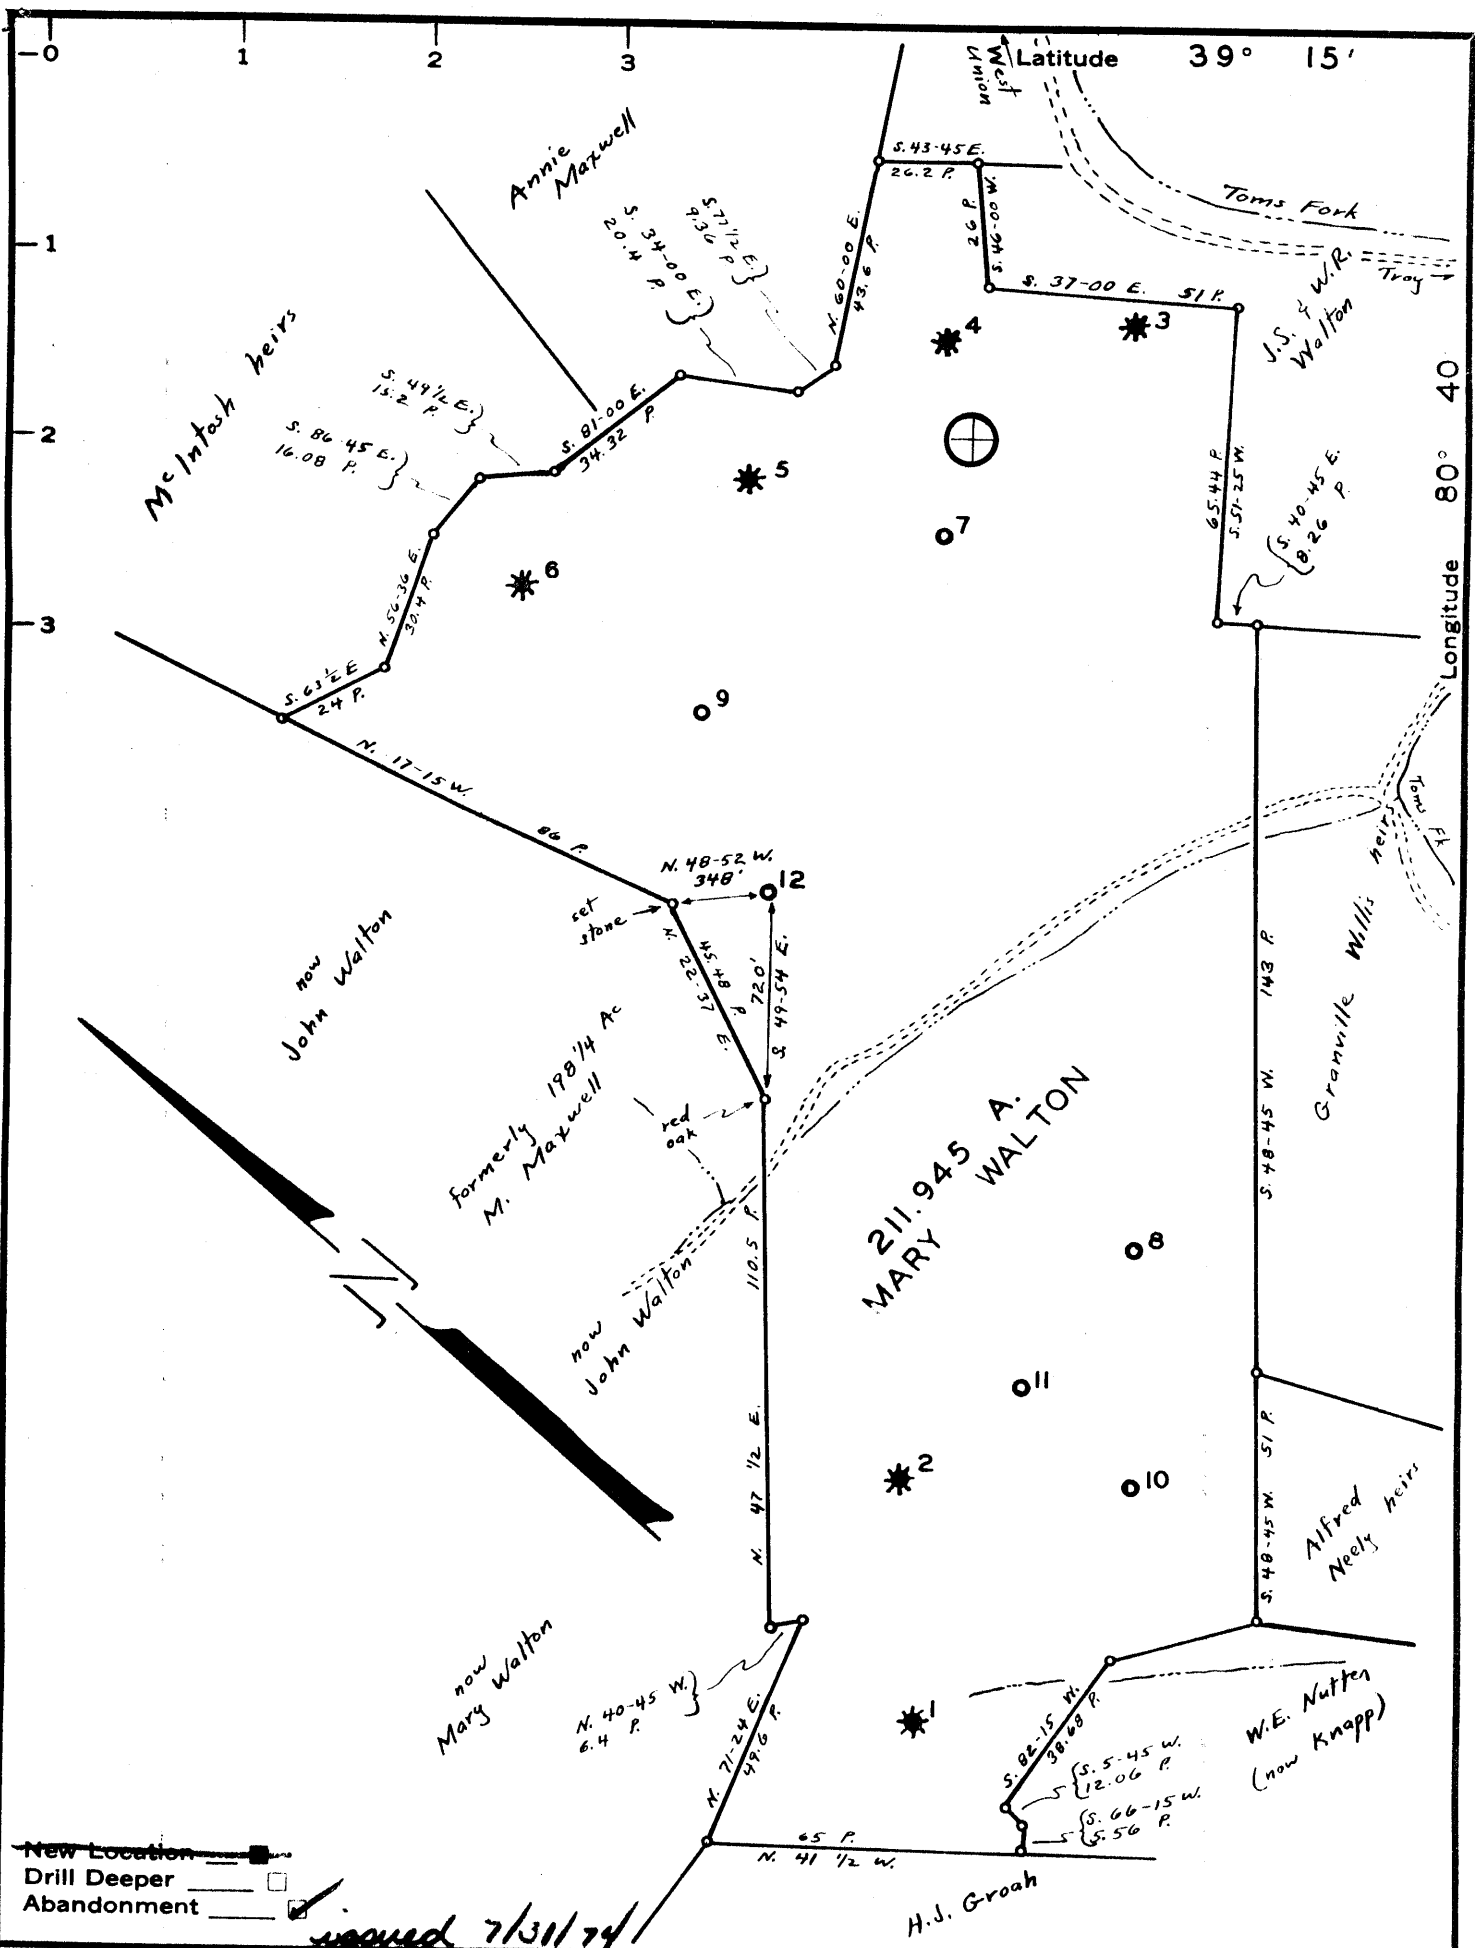 0
1
2
3
Latitude 39° 15'
West
Union
1
2
3
Longitude 80° 40
Annie
Maxwell
S. 43-45 E.
26.2 P.
26 P.
S. 46-00 W.
Toms Fork
Troy
S. 37-00 E. 51 P.
J.S. & W.R.
Walton
S. 77 1/2 E.
9.36 P.
S. 34-00 E.
20.4 P.
N. 60-00 E.
43.6 P.
4
3
McIntosh heirs
S. 49 1/2 E.
15.2 P.
S. 86-45 E.
16.08 P.
S. 81-00 E.
34.32 P.
5
7
6
65.44 P.
S. 51-25 W.
S. 40-45 E.
8.26 P.
N. 56-36 E.
30.4 P.
S. 63 1/2 E
24 P.
9
N. 17-15 W.
86 P.
N. 48-52 W.
348'
12
set
stone
45.48 P.
N. 22-37 E.
720'
S. 49-54 E.
Toms Fk
Granville Willis heirs
143 P.
S. 48-45 W.
now
John Walton
formerly 198 1/4 Ac
M. Maxwell
red
oak
211.945 A.
MARY WALTON
8
110.5 P.
N. 47 1/2 E.
now
John Walton
11
2
10
51 P.
S. 48-45 W.
Alfred
Neely heirs
now
Mary Walton
N. 40-45 W.
6.4 P.
N. 71-24 E.
49.6 P.
1
S. 82-15 W.
38.68 P.
S. 5-45 W.
12.06 P.
S. 66-15 W.
5.56 P.
W.E. Nutten
(now Knapp)
65 P.
N. 41 1/2 W.
H.J. Groah
New Location
Drill Deeper
Abandonment
issued 7/31/74